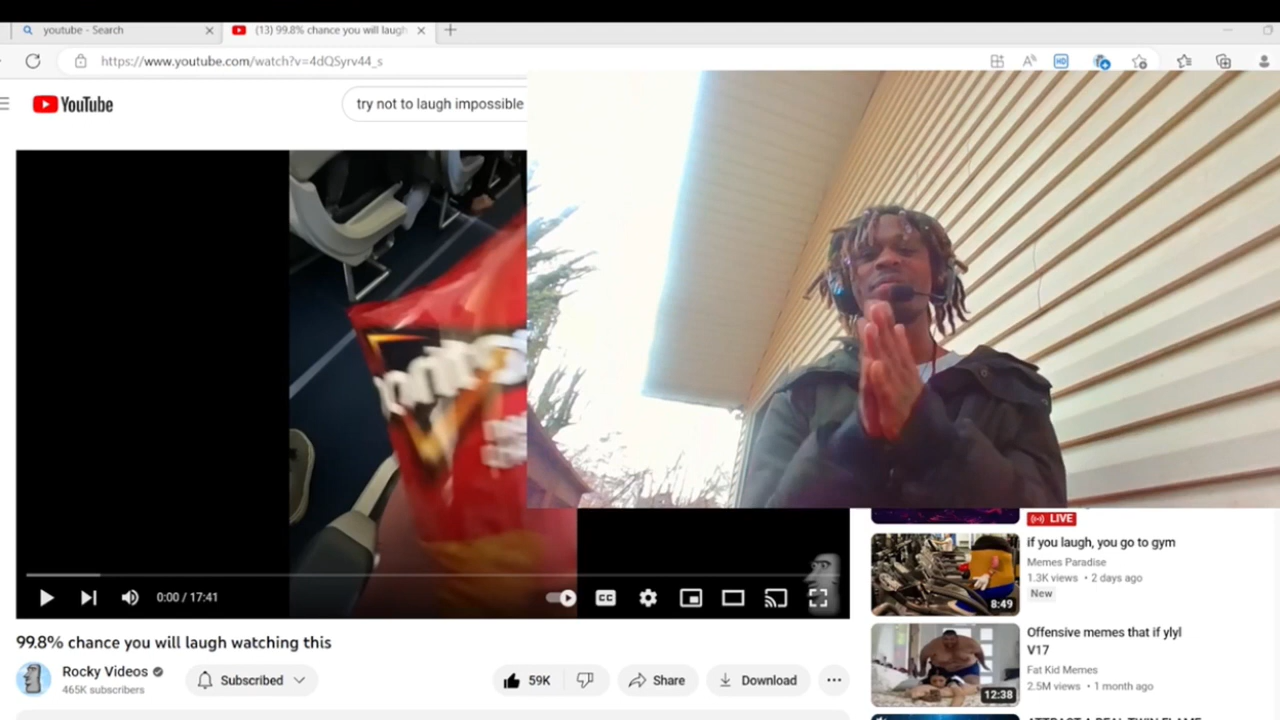 youtube - Search
(13) 99.8% chance you will laugh
https://www.youtube.com/watch?v=4dQSyrv44_s
HD
YouTube
try not to laugh impossible
0:00 / 17:41
CC
99.8% chance you will laugh watching this
Rocky Videos
465K subscribers
Subscribed
59K
Share
Download
LIVE
if you laugh, you go to gym
Memes Paradise
1.3K views • 2 days ago
New
8:49
Offensive memes that if ylyl
V17
Fat Kid Memes
2.5M views • 1 month ago
12:38